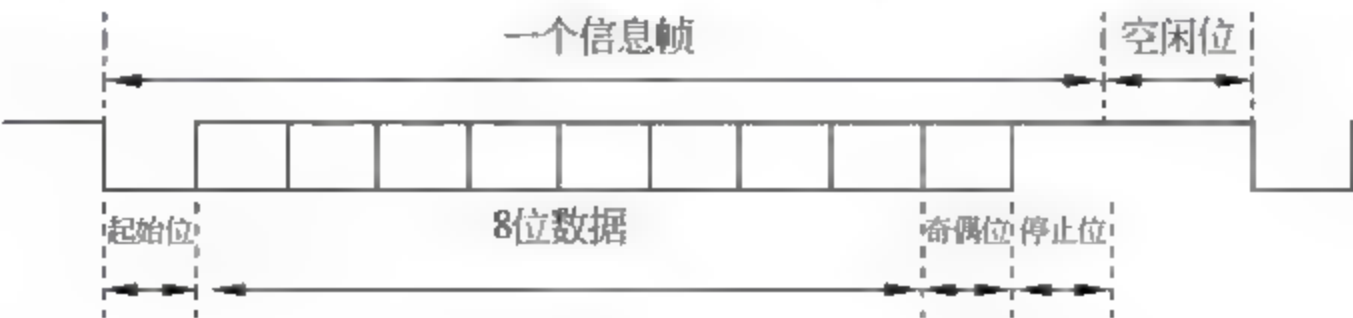 一个信息帧
空闲位
起始位
8位数据
奇偶位
停止位